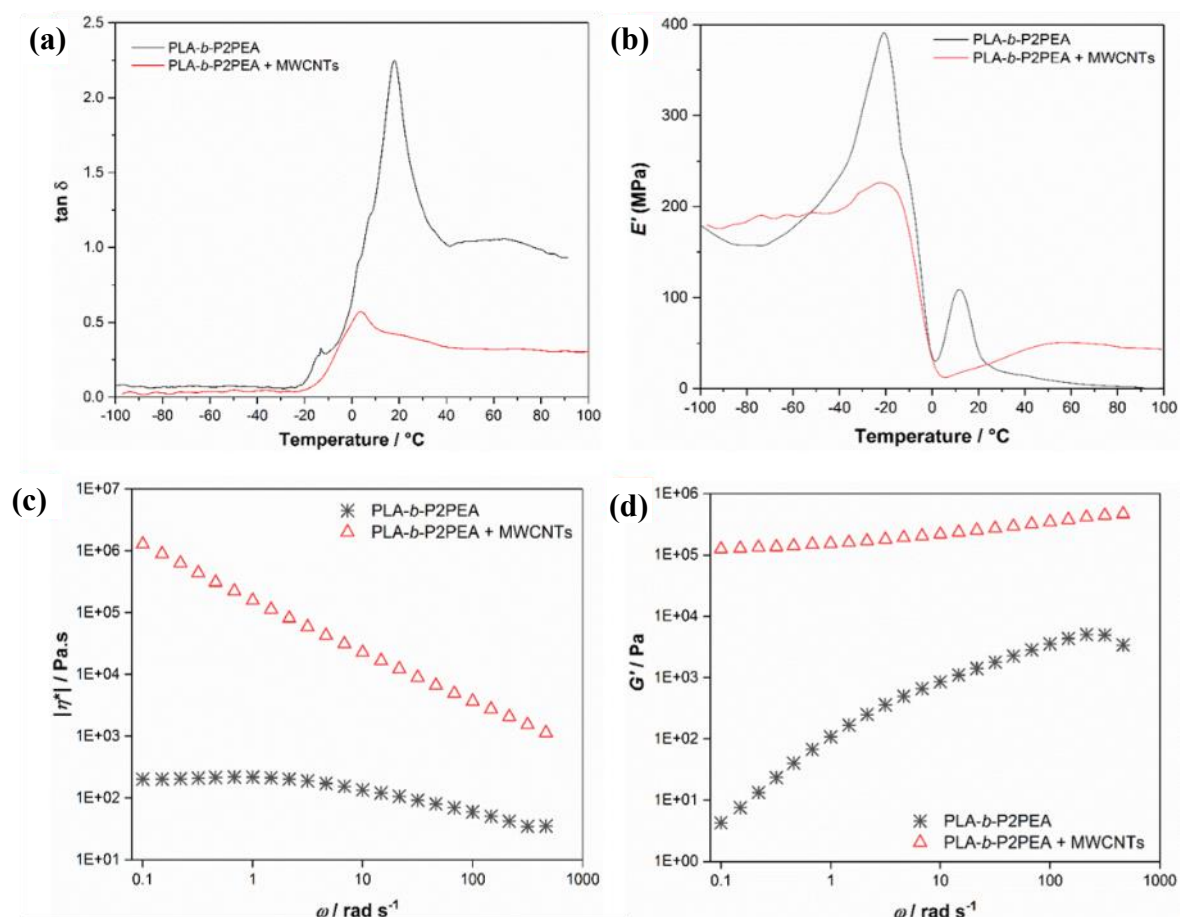 (a)
PLA-b-P2PEA
PLA-b-P2PEA + MWCNTs
tan δ
2.5
2.0
1.5
1.0
0.5
0.0
-100 -80 -60 -40 -20 0 20 40 60 80 100
Temperature / °C
(b)
PLA-b-P2PEA
PLA-b-P2PEA + MWCNTs
E' (MPa)
400
300
200
100
0
-100 -80 -60 -40 -20 0 20 40 60 80 100
Temperature / °C
(c)
PLA-b-P2PEA
PLA-b-P2PEA + MWCNTs
|η*| / Pa.s
1E+07
1E+06
1E+05
1E+04
1E+03
1E+02
1E+01
0.1 1 10 100 1000
ω / rad s⁻¹
(d)
G' / Pa
1E+06
1E+05
1E+04
1E+03
1E+02
1E+01
1E+00
PLA-b-P2PEA
PLA-b-P2PEA + MWCNTs
0.1 1 10 100 1000
ω / rad s⁻¹